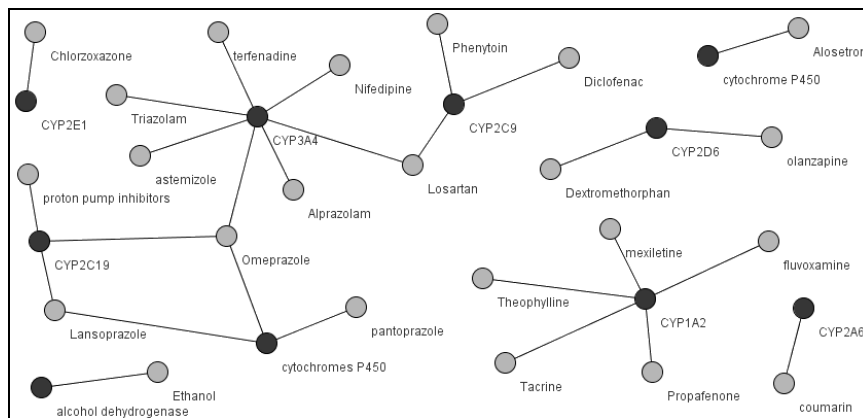 Chlorzoxazone
terfenadine
Phenytoin
Alosetron
Nifedipine
Diclofenac
cytochrome P450
CYP2E1
Triazolam
CYP3A4
CYP2C9
CYP2D6
olanzapine
astemizole
Losartan
Dextromethorphan
proton pump inhibitors
Alprazolam
CYP2C19
Omeprazole
mexiletine
fluvoxamine
Theophylline
CYP1A2
CYP2A6
Lansoprazole
pantoprazole
cytochromes P450
Tacrine
Propafenone
coumarin
Ethanol
alcohol dehydrogenase